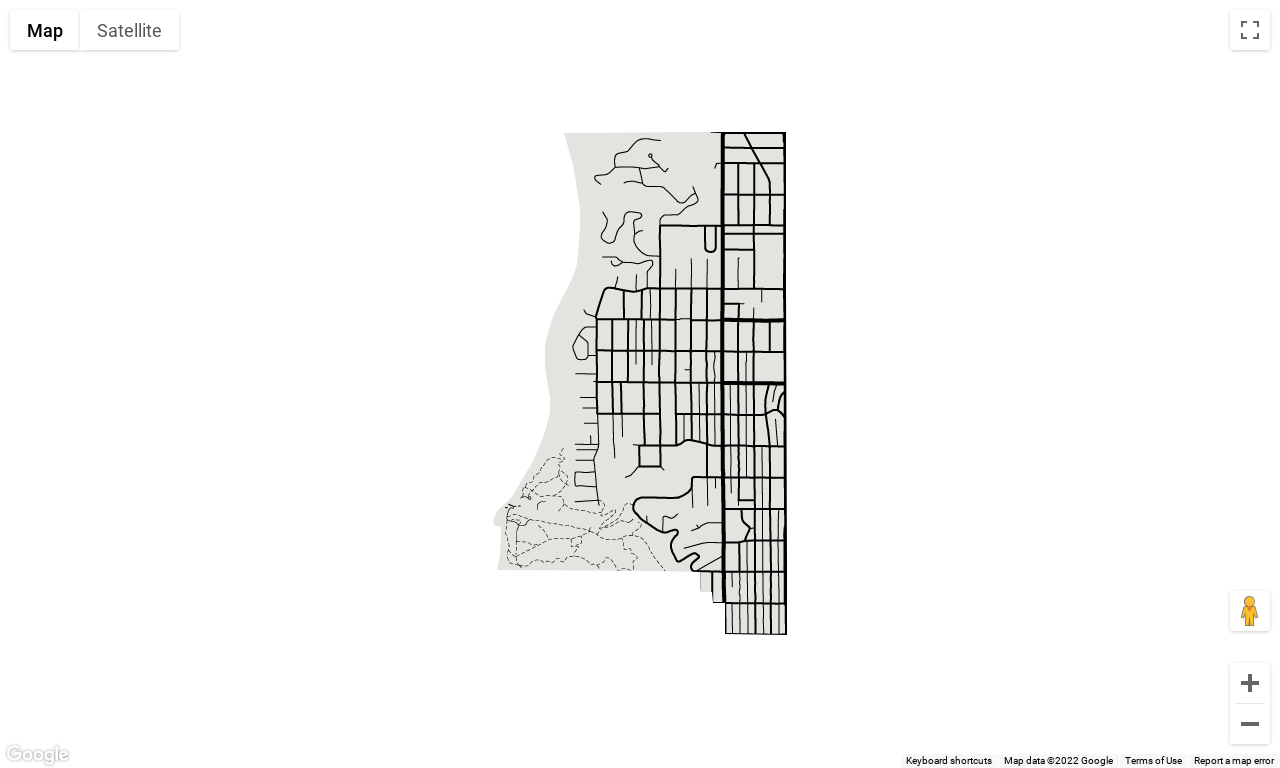 Map Satellite
Google
Keyboard shortcuts Map data ©2022 Google Terms of Use Report a map error